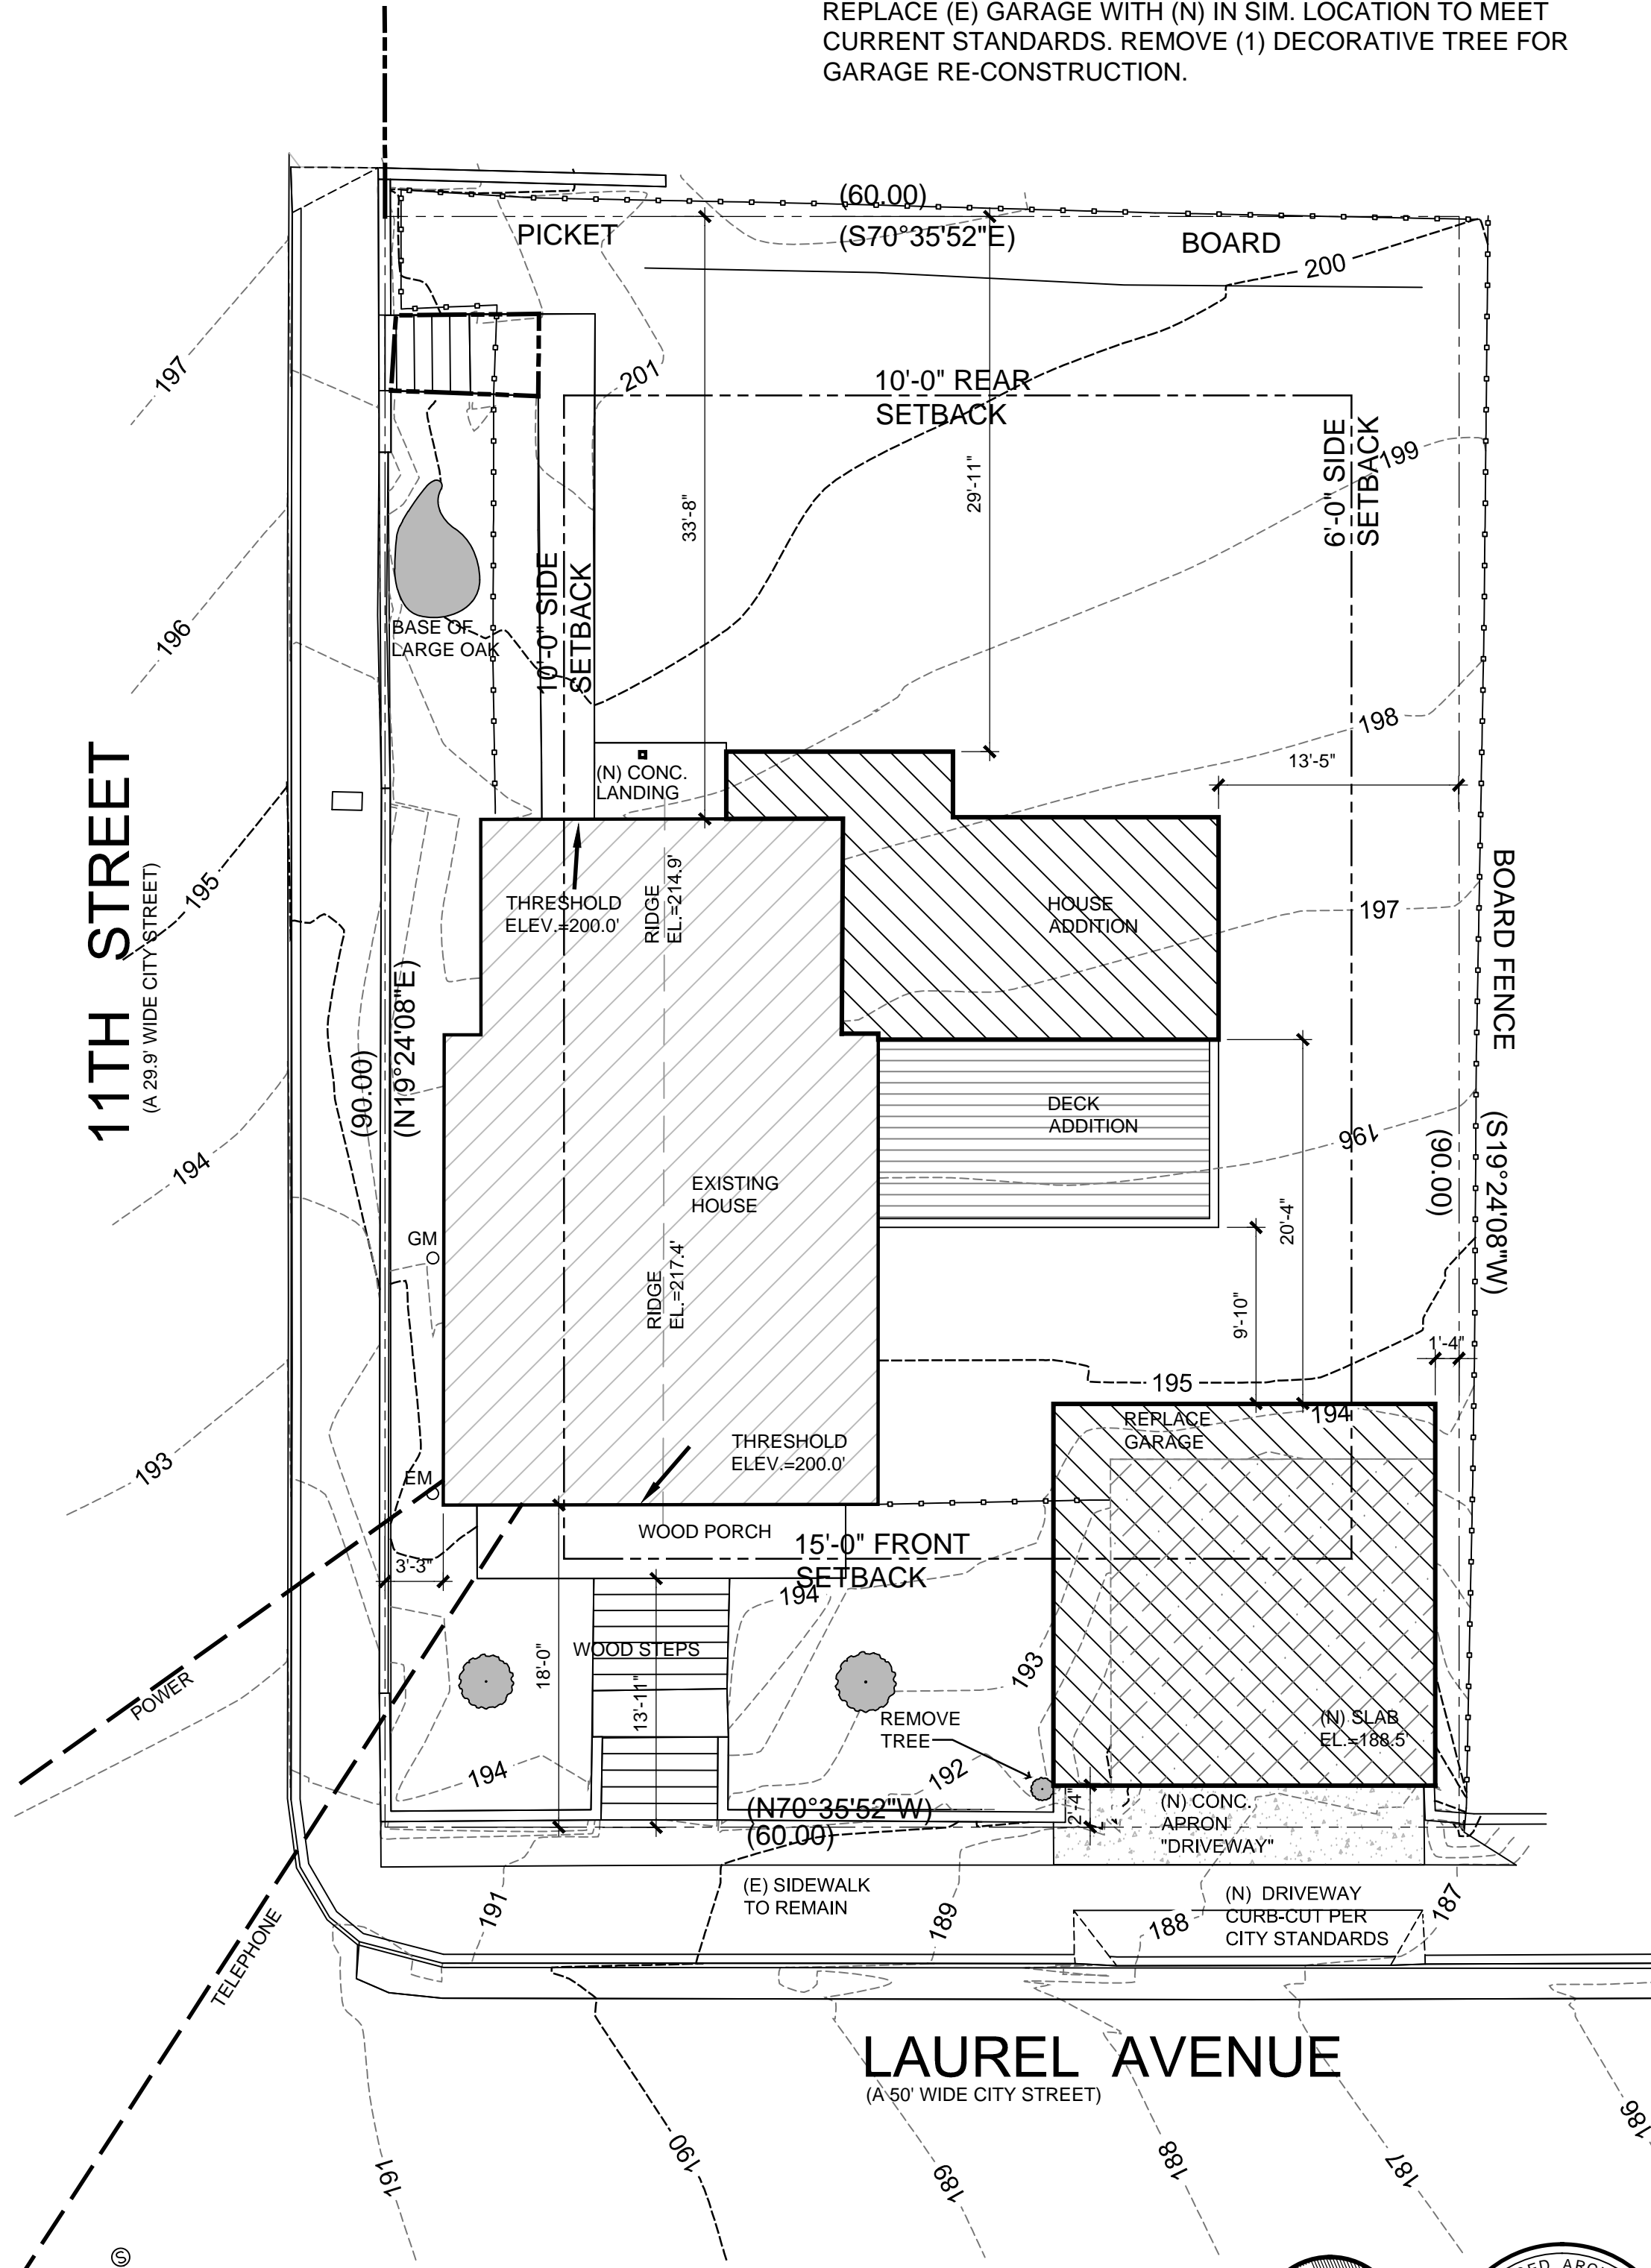 REPLACE (E) GARAGE WITH (N) IN SIM. LOCATION TO MEET
CURRENT STANDARDS. REMOVE (1) DECORATIVE TREE FOR
GARAGE RE-CONSTRUCTION.
(60.00)
(S70°35'52"E)
PICKET
BOARD
200
197
201
10'-0" REAR
SETBACK
6'-0" SIDE
SETBACK
199
29'-11"
33'-8"
10'-0" SIDE
SETBACK
196
BASE OF
LARGE OAK
198
13'-5"
(N) CONC.
LANDING
11TH STREET
(A 29.9' WIDE CITY STREET)
195
THRESHOLD
ELEV.=200.0'
RIDGE
EL.=214.9'
HOUSE
ADDITION
197
BOARD FENCE
(90.00)
(N19°24'08"E)
194
DECK
ADDITION
196
(90.00)
(S19°24'08"W)
EXISTING
HOUSE
20'-4"
GM
RIDGE
EL.=217.4'
9'-10"
1'-4"
195
193
THRESHOLD
ELEV.=200.0'
REPLACE
GARAGE
194
EM
WOOD PORCH
15'-0" FRONT
SETBACK
3'-3"
194
WOOD STEPS
18'-0"
13'-11"
193
POWER
REMOVE
TREE
(N) SLAB
EL.=188.5'
194
192
(N70°35'52"W)
(60.00)
2'-4"
(N) CONC.
APRON
"DRIVEWAY"
(E) SIDEWALK
TO REMAIN
191
189
188
(N) DRIVEWAY
CURB-CUT PER
CITY STANDARDS
187
TELEPHONE
LAUREL AVENUE
(A 50' WIDE CITY STREET)
191
190
189
188
187
186
S